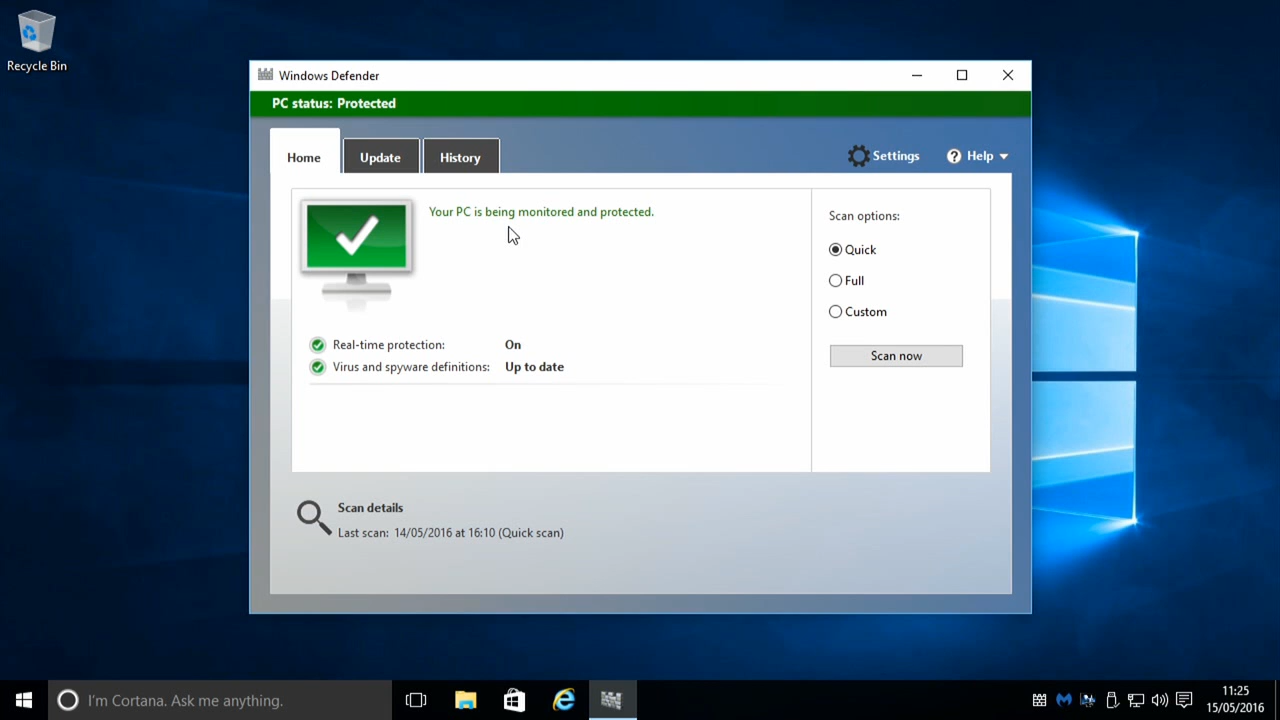 Recycle Bin
Windows Defender
PC status: Protected
Home
Update
History
Settings
Help
Your PC is being monitored and protected.
Scan options:
Quick
Full
Custom
Scan now
Real-time protection: On
Virus and spyware definitions: Up to date
Scan details
Last scan: 14/05/2016 at 16:10 (Quick scan)
I'm Cortana. Ask me anything.
11:25
15/05/2016